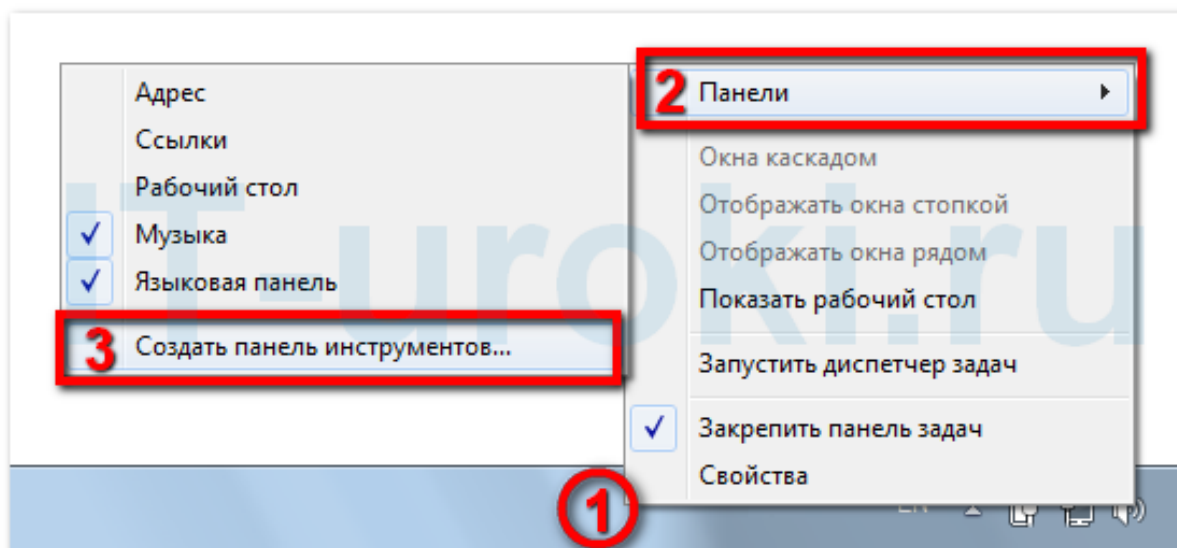 Адрес
Ссылки
Рабочий стол
Музыка
Языковая панель
3 Создать панель инструментов...
2 Панели
Окна каскадом
Отображать окна стопкой
Отображать окна рядом
Показать рабочий стол
Запустить диспетчер задач
Закрепить панель задач
Свойства
1
EN
IT-uroki.ru